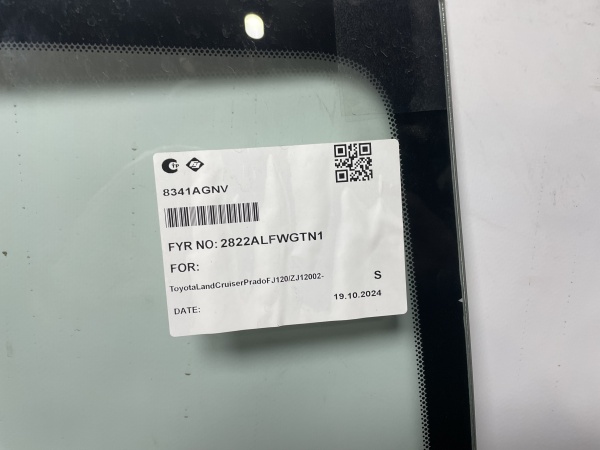 8341AGNV
FYR NO: 2822ALFWGTN1
FOR:
ToyotaLandCruiserPradoFJ120/ZJ12002-
S
DATE:
19.10.2024